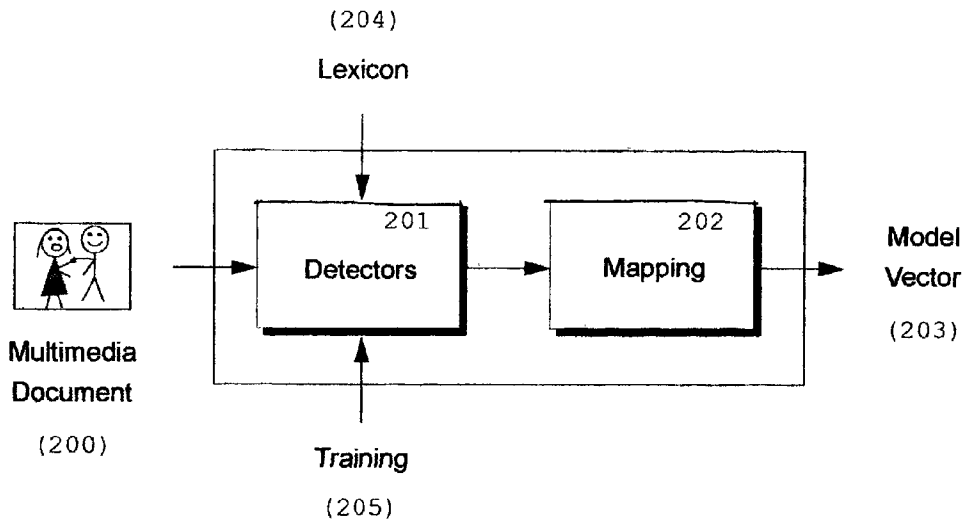 (204)
Lexicon
201
Detectors
202
Mapping
Model
Vector
(203)
Multimedia
Document
(200)
Training
(205)